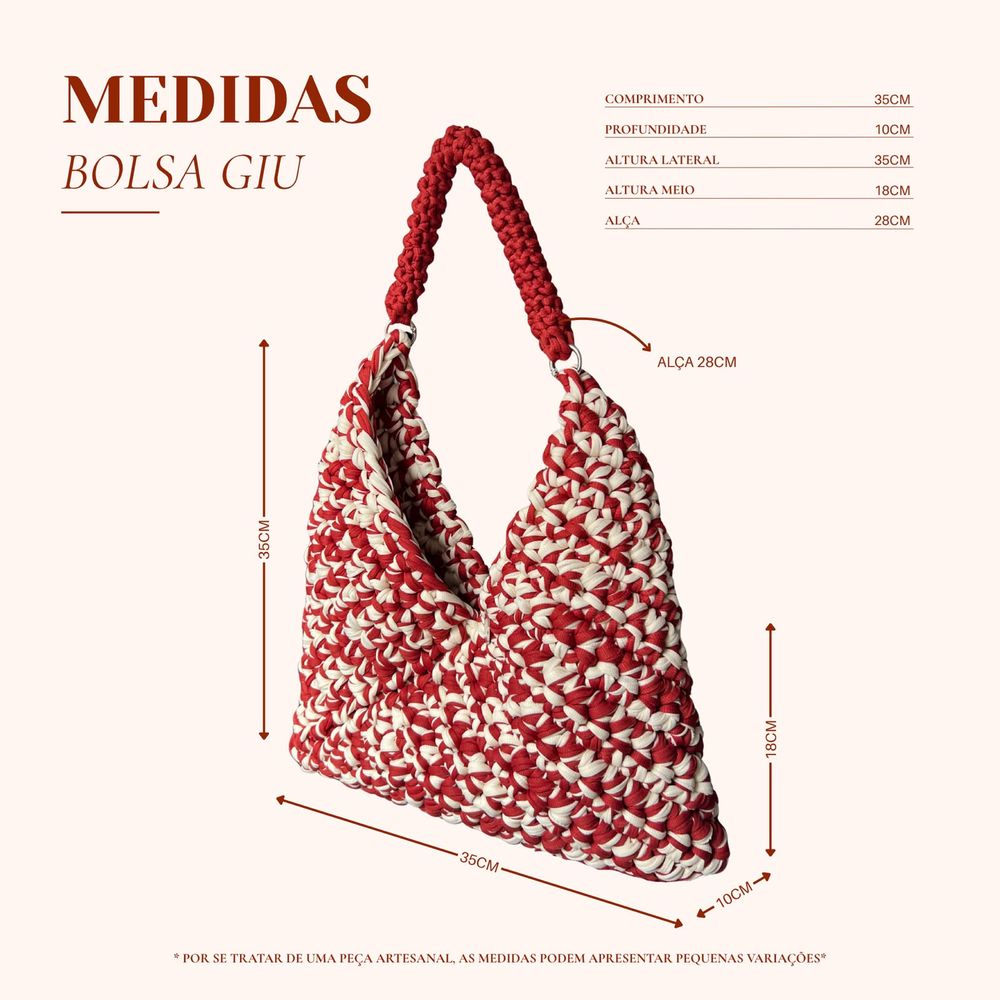 MEDIDAS
BOLSA GIU
COMPRIMENTO 35CM
PROFUNDIDADE 10CM
ALTURA LATERAL 35CM
ALTURA MEIO 18CM
ALÇA 28CM
ALÇA 28CM
35CM
18CM
35CM
10CM
* POR SE TRATAR DE UMA PEÇA ARTESANAL, AS MEDIDAS PODEM APRESENTAR PEQUENAS VARIAÇÕES*